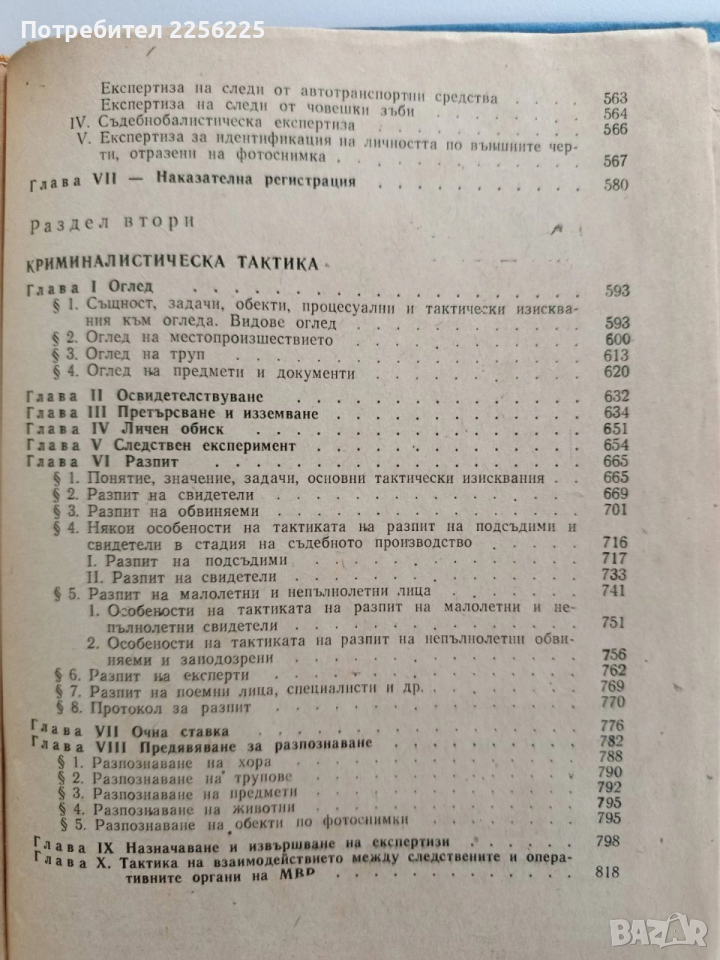 Потребител 2256225
Експертиза на следи от автотранспортни средства . . . . 563
Експертиза на следи от човешки зъби . . . . . . . 564
IV. Съдебнобалистическа експертиза . . . . . . . . . 566
V. Експертиза за идентификация на личността по външните чер-
ти, отразени на фотоснимка . . . . . . . . . . . 567
Глава VII — Наказателна регистрация . . . . . . . . . 580
Раздел втори
КРИМИНАЛИСТИЧЕСКА ТАКТИКА
Глава I Оглед . . . . . . . . . . . . . . . 593
§ 1. Същност, задачи, обекти, процесуални и тактически изисква-
ния към огледа. Видове оглед . . . . . . . . . . 593
§ 2. Оглед на местопроизшествието . . . . . . . . . . 600
§ 3. Оглед на труп . . . . . . . . . . . . . . 613
§ 4. Оглед на предмети и документи . . . . . . . . . 620
Глава II Освидетелствуване . . . . . . . . . . . . 632
Глава III Претърсване и изземване . . . . . . . . . . 634
Глава IV Личен обиск . . . . . . . . . . . . . 651
Глава V Следствен експеримент . . . . . . . . . . . 654
Глава VI Разпит . . . . . . . . . . . . . . . 665
§ 1. Понятие, значение, задачи, основни тактически изисквания . . 665
§ 2. Разпит на свидетели . . . . . . . . . . . . 669
§ 3. Разпит на обвиняеми . . . . . . . . . . . . 701
§ 4. Някои особености на тактиката на разпит на подсъдими и
свидетели в стадия на съдебното производство . . . . . 716
I. Разпит на подсъдими . . . . . . . . . . . . 717
II. Разпит на свидетели . . . . . . . . . . . . 733
§ 5. Разпит на малолетни и непълнолетни лица . . . . . . 741
1. Особености на тактиката на разпит на малолетни и не-
пълнолетни свидетели . . . . . . . . . . . . 751
2. Особености на тактиката на разпит на непълнолетни обви-
няеми и заподозрени . . . . . . . . . . . . 756
§ 6. Разпит на експерти . . . . . . . . . . . . . 762
§ 7. Разпит на поемни лица, специалисти и др. . . . . . . 769
§ 8. Протокол за разпит . . . . . . . . . . . . . 770
Глава VII Очна ставка . . . . . . . . . . . . . 776
Глава VIII Предявяване за разпознаване . . . . . . . . 782
§ 1. Разпознаване на хора . . . . . . . . . . . . 788
§ 2. Разпознаване на трупове . . . . . . . . . . . 790
§ 3. Разпознаване на предмети . . . . . . . . . . . 792
§ 4. Разпознаване на животни . . . . . . . . . . . 795
§ 5. Разпознаване на обекти по фотоснимки . . . . . . . 795
Глава IX Назначаване и извършване на експертизи . . . . . 798
Глава X. Тактика на взаимодействието между следствените и опера-
тивните органи на МВР . . . . . . . . . . . 818
BAZAR